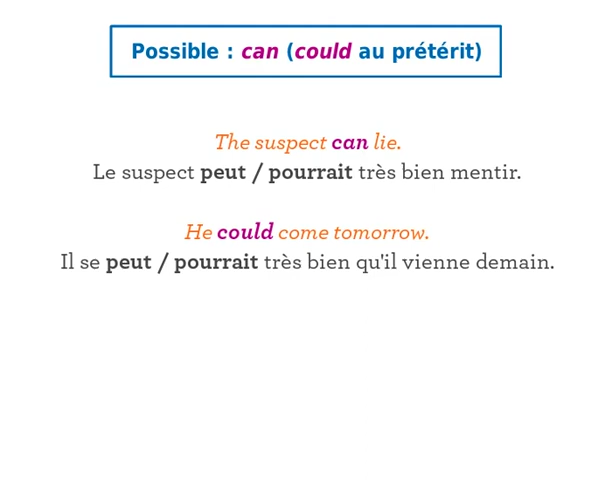 Possible : can (could au prétérit)
The suspect can lie.
Le suspect peut / pourrait très bien mentir.
He could come tomorrow.
Il se peut / pourrait très bien qu'il vienne demain.